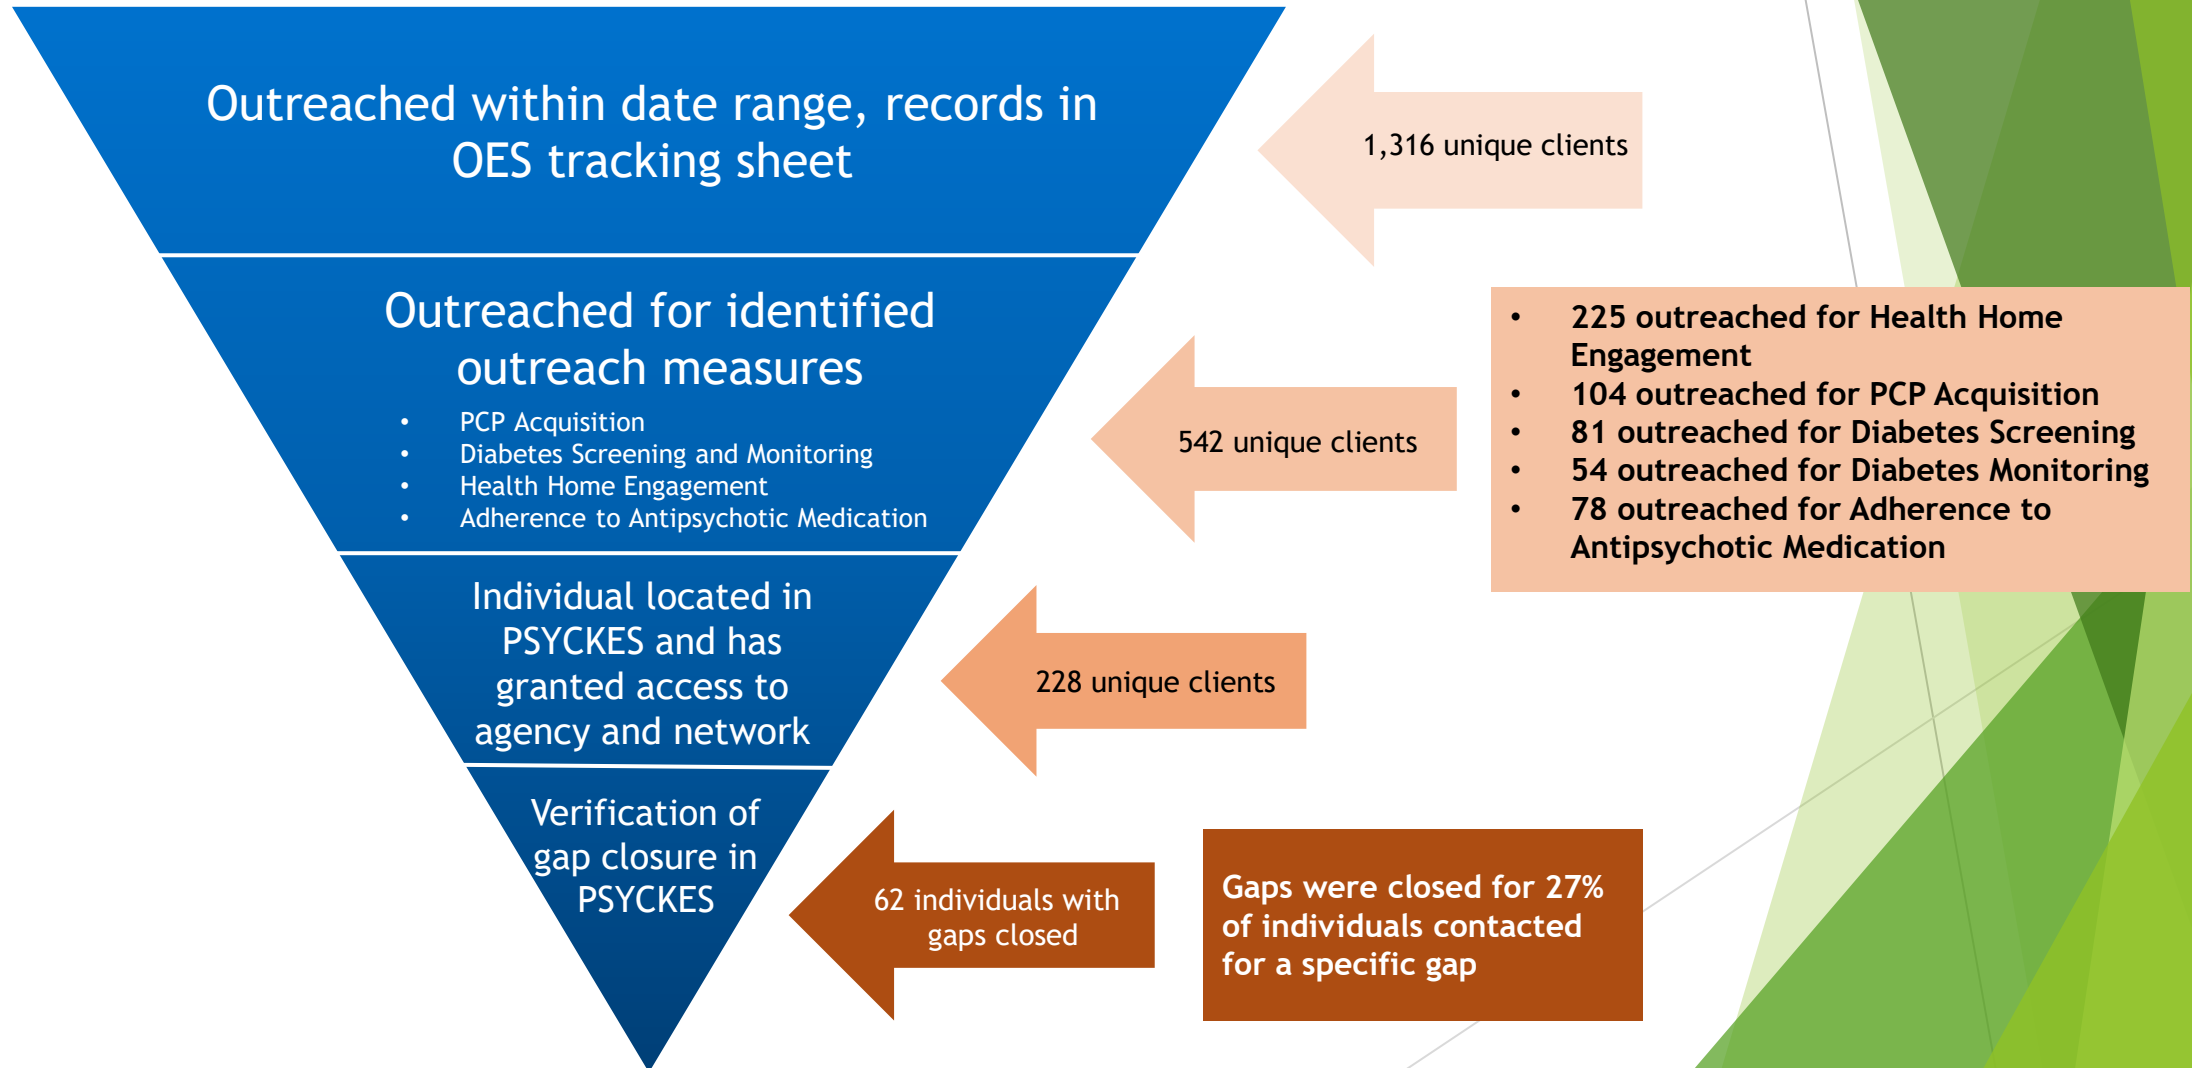 Outreached within date range, records in
OES tracking sheet
1,316 unique clients
Outreached for identified
outreach measures
• PCP Acquisition
• Diabetes Screening and Monitoring
• Health Home Engagement
• Adherence to Antipsychotic Medication
542 unique clients
• 225 outreached for Health Home
Engagement
• 104 outreached for PCP Acquisition
• 81 outreached for Diabetes Screening
• 54 outreached for Diabetes Monitoring
• 78 outreached for Adherence to
Antipsychotic Medication
Individual located in
PSYCKES and has
granted access to
agency and network
228 unique clients
Verification of
gap closure in
PSYCKES
62 individuals with
gaps closed
Gaps were closed for 27%
of individuals contacted
for a specific gap